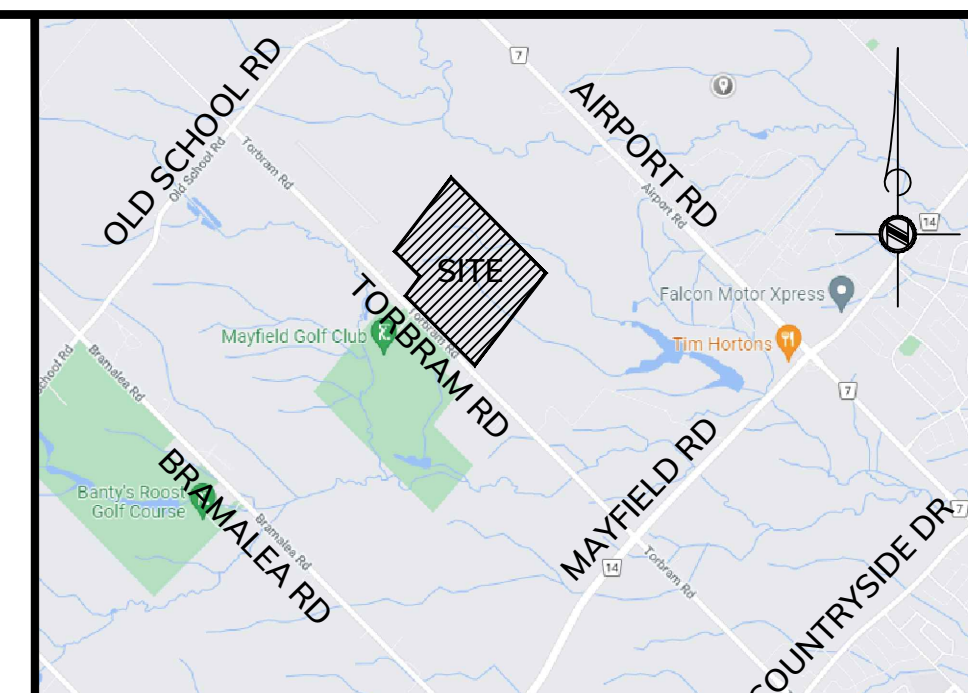 OLD SCHOOL RD
Old School Rd
Torbram Rd
7
AIRPORT RD
Airport Rd
14
SITE
TORBRAM RD
Torbram Rd
Mayfield Golf Club
Falcon Motor Xpress
Tim Hortons
7
hool Rd
Bramalea Rd
BRAMALEA RD
Banty's Roost
Golf Course
Bramalea Rd
MAYFIELD RD
14
Torbram Rd
COUNTRYSIDE DR
7